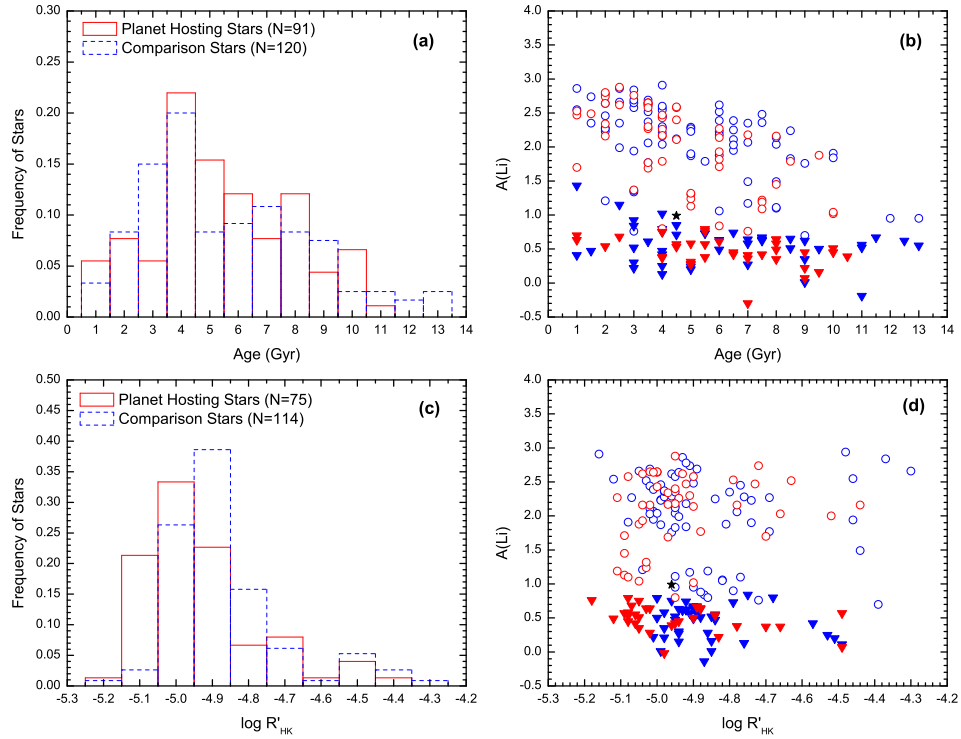 Planet Hosting Stars (N=91)
Comparison Stars (N=120)
(a)
0.30
0.25
0.20
0.15
0.10
0.05
0.00
Frequency of Stars
0 1 2 3 4 5 6 7 8 9 10 11 12 13 14
Age (Gyr)
(b)
4.0
3.5
3.0
2.5
2.0
1.5
1.0
0.5
0.0
-0.5
A(Li)
0 1 2 3 4 5 6 7 8 9 10 11 12 13 14
Age (Gyr)
Planet Hosting Stars (N=75)
Comparison Stars (N=114)
(c)
0.50
0.45
0.40
0.35
0.30
0.25
0.20
0.15
0.10
0.05
0.00
Frequency of Stars
-5.3 -5.2 -5.1 -5.0 -4.9 -4.8 -4.7 -4.6 -4.5 -4.4 -4.3 -4.2
log R'HK
(d)
4.0
3.5
3.0
2.5
2.0
1.5
1.0
0.5
0.0
-0.5
A(Li)
-5.3 -5.2 -5.1 -5.0 -4.9 -4.8 -4.7 -4.6 -4.5 -4.4 -4.3 -4.2
log R'HK